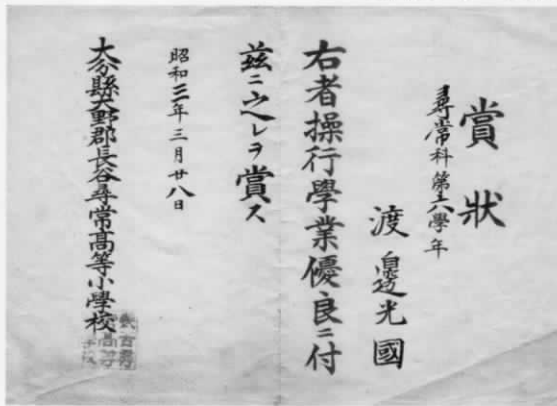 賞狀
尋常科第六學年
渡邊光國
右者操行學業優良ニ付
茲ニ之レヲ賞ス
昭和三年三月廿八日
大分縣大野郡長谷尋常高等小學校